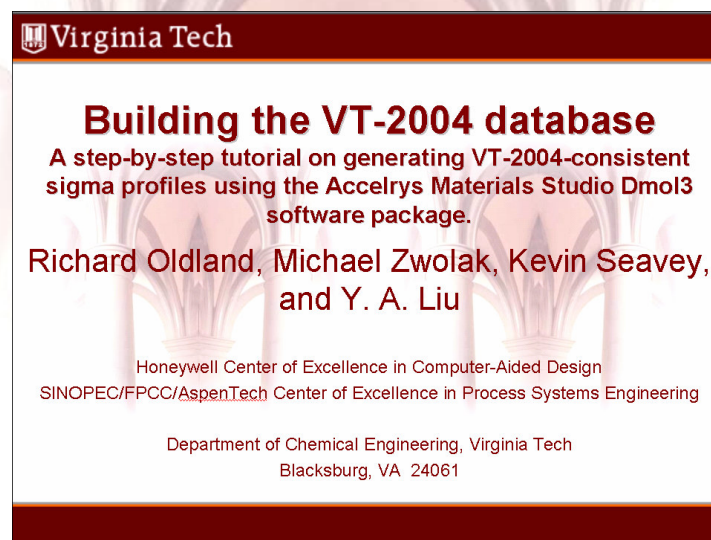 Virginia Tech
Building the VT-2004 database
A step-by-step tutorial on generating VT-2004-consistent
sigma profiles using the Accelrys Materials Studio Dmol3
software package.
Richard Oldland, Michael Zwolak, Kevin Seavey,
and Y. A. Liu
Honeywell Center of Excellence in Computer-Aided Design
SINOPEC/FPCC/AspenTech Center of Excellence in Process Systems Engineering
Department of Chemical Engineering, Virginia Tech
Blacksburg, VA  24061